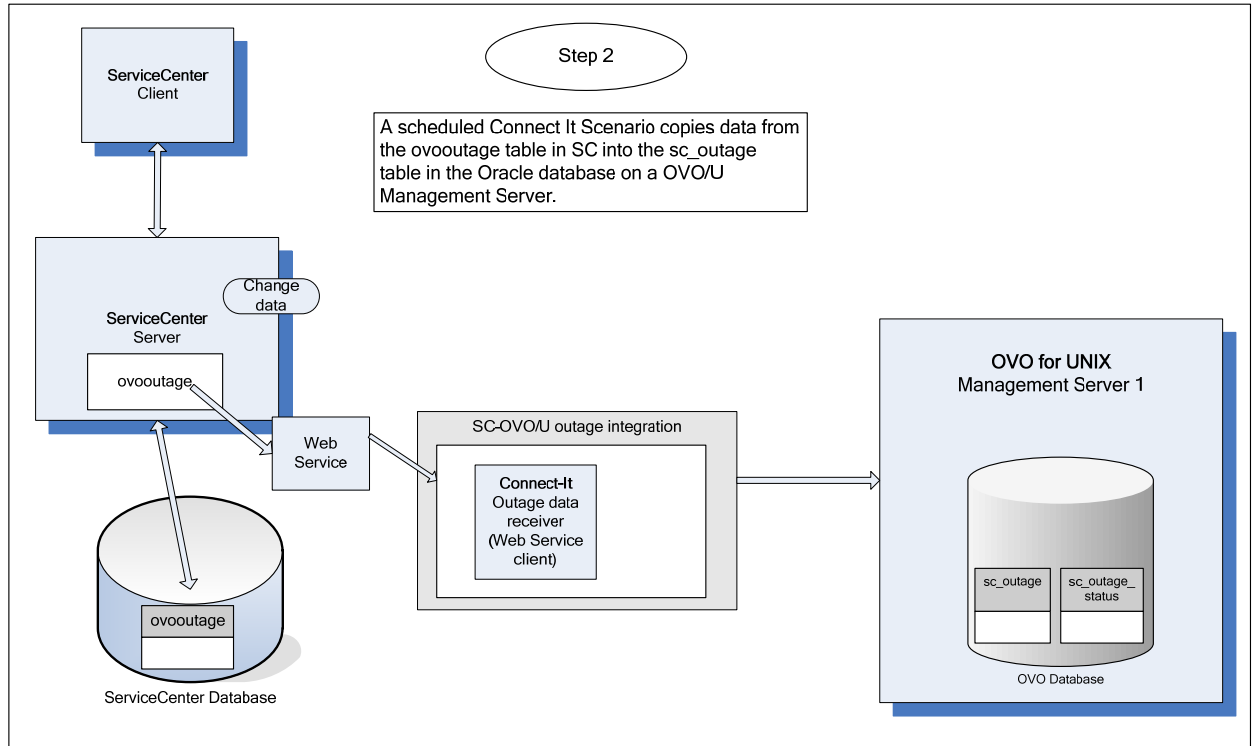 ServiceCenter
Client
Step 2
A scheduled Connect It Scenario copies data from
the ovooutage table in SC into the sc_outage
table in the Oracle database on a OVO/U
Management Server.
Change
data
ServiceCenter
Server
ovooutage
Web
Service
SC-OVO/U outage integration
Connect-It
Outage data
receiver
(Web Service
client)
OVO for UNIX
Management Server 1
sc_outage
sc_outage_
status
OVO Database
ovooutage
ServiceCenter Database